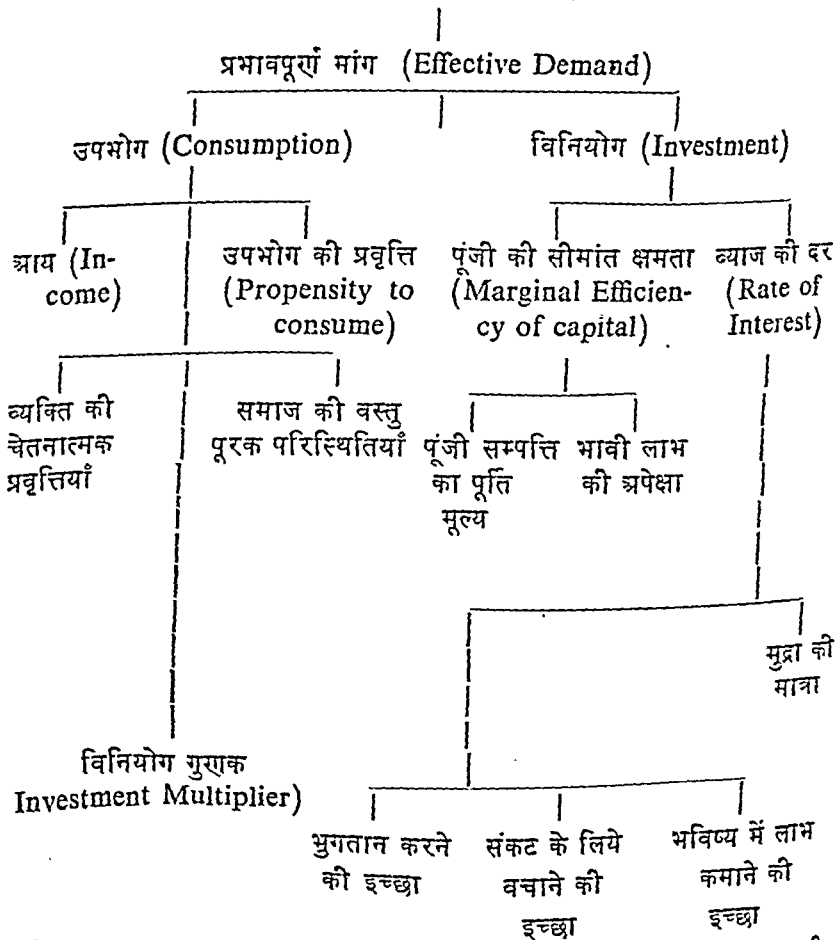 प्रभावपूर्ण मांग (Effective Demand)
उपभोग (Consumption)
विनियोग (Investment)
आय (In-
come)
उपभोग की प्रवृत्ति
(Propensity to
consume)
पूंजी की सीमांत क्षमता
(Marginal Efficien-
cy of capital)
ब्याज की दर
(Rate of
Interest)
व्यक्ति की
चेतनात्मक
प्रवृत्तियाँ
समाज की वस्तु
पूरक परिस्थितियाँ
पूंजी सम्पत्ति
का पूर्ति
मूल्य
भावी लाभ
की अपेक्षा
मुद्रा की
मात्रा
विनियोग गुणक
Investment Multiplier)
भुगतान करने
की इच्छा
संकट के लिये
बचाने की
इच्छा
भविष्य में लाभ
कमाने की
इच्छा